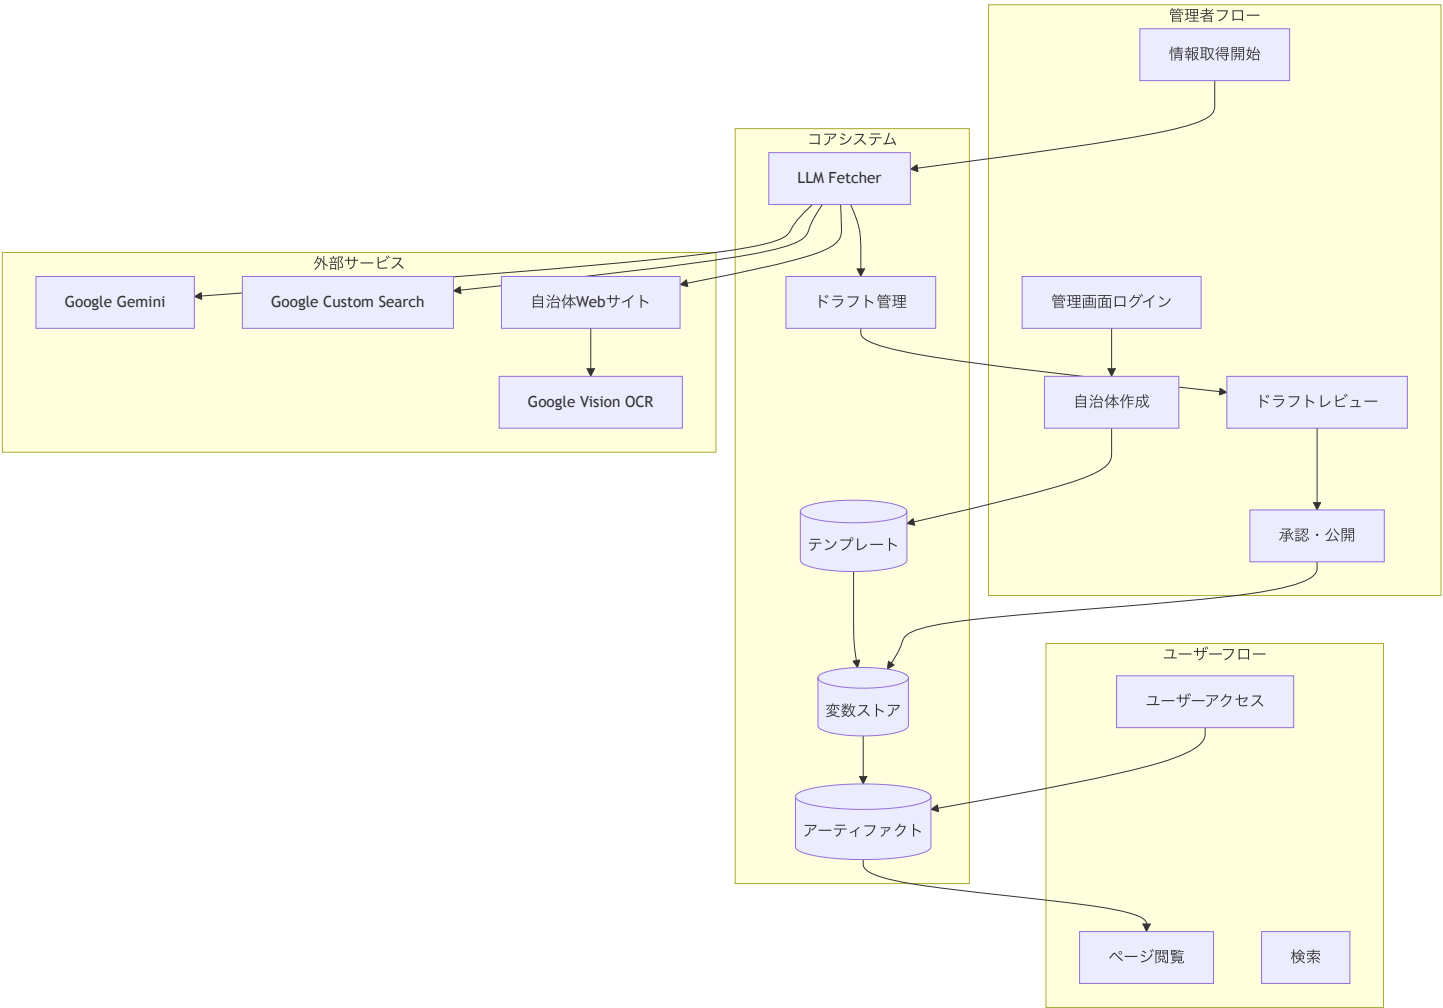 管理者フロー
情報取得開始
コアシステム
LLM Fetcher
外部サービス
Google Gemini
Google Custom Search
自治体Webサイト
ドラフト管理
管理画面ログイン
Google Vision OCR
自治体作成
ドラフトレビュー
テンプレート
承認・公開
ユーザーフロー
変数ストア
ユーザーアクセス
アーティファクト
ページ閲覧
検索